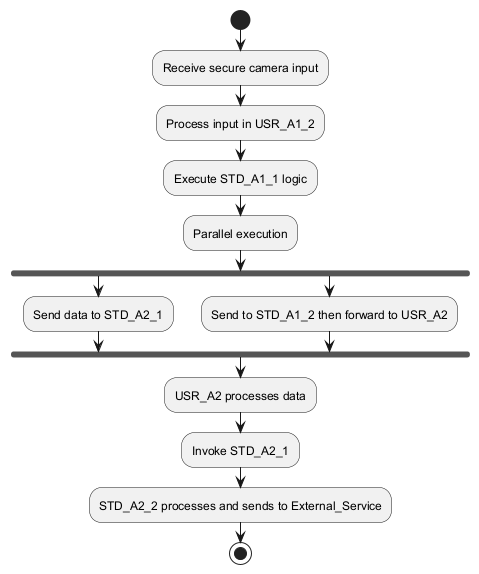 Receive secure camera input
Process input in USR_A1_2
Execute STD_A1_1 logic
Parallel execution
Send data to STD_A2_1
Send to STD_A1_2 then forward to USR_A2
USR_A2 processes data
Invoke STD_A2_1
STD_A2_2 processes and sends to External_Service